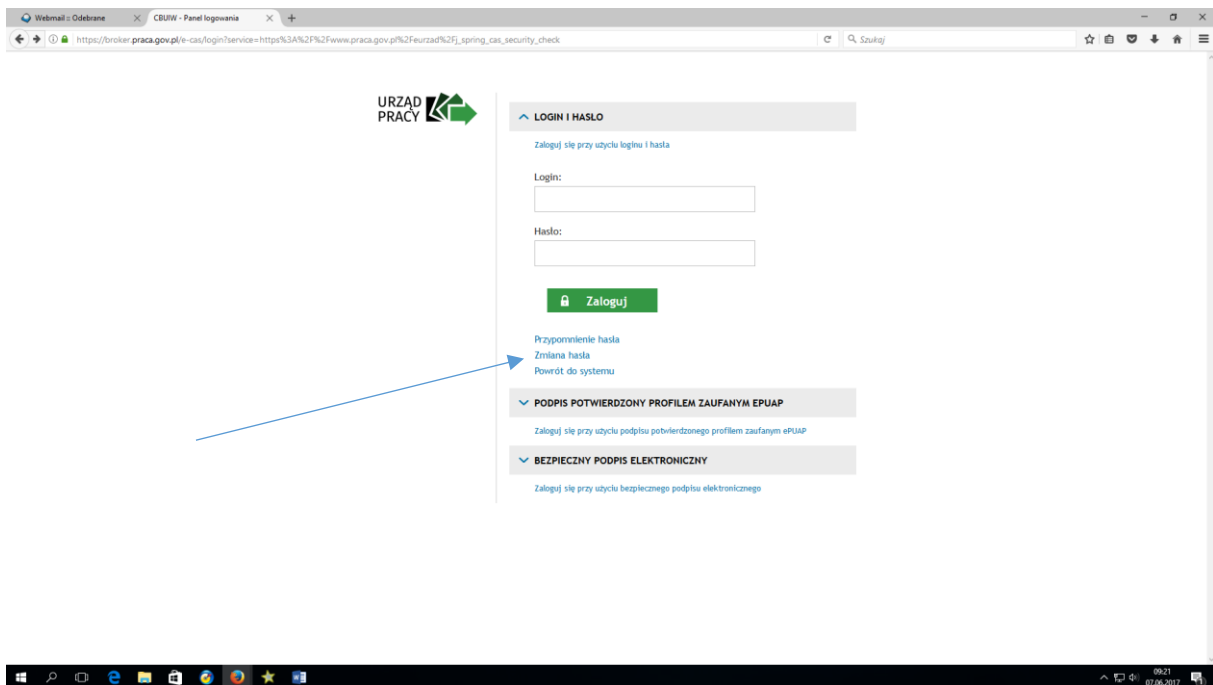 Webmail :: Odebrane
CBUIW - Panel logowania
https://broker.praca.gov.pl/e-cas/login?service=https%3A%2F%2Fwww.praca.gov.pl%2Feurzad%2Fj_spring_cas_security_check
Szukaj
URZĄD
PRACY
LOGIN I HASŁO
Zaloguj się przy użyciu loginu i hasła
Login:
Hasło:
Zaloguj
Przypomnienie hasła
Zmiana hasła
Powrót do systemu
PODPIS POTWIERDZONY PROFILEM ZAUFANYM EPUAP
Zaloguj się przy użyciu podpisu potwierdzonego profilem zaufanym ePUAP
BEZPIECZNY PODPIS ELEKTRONICZNY
Zaloguj się przy użyciu bezpiecznego podpisu elektronicznego
09:21
07.06.2017